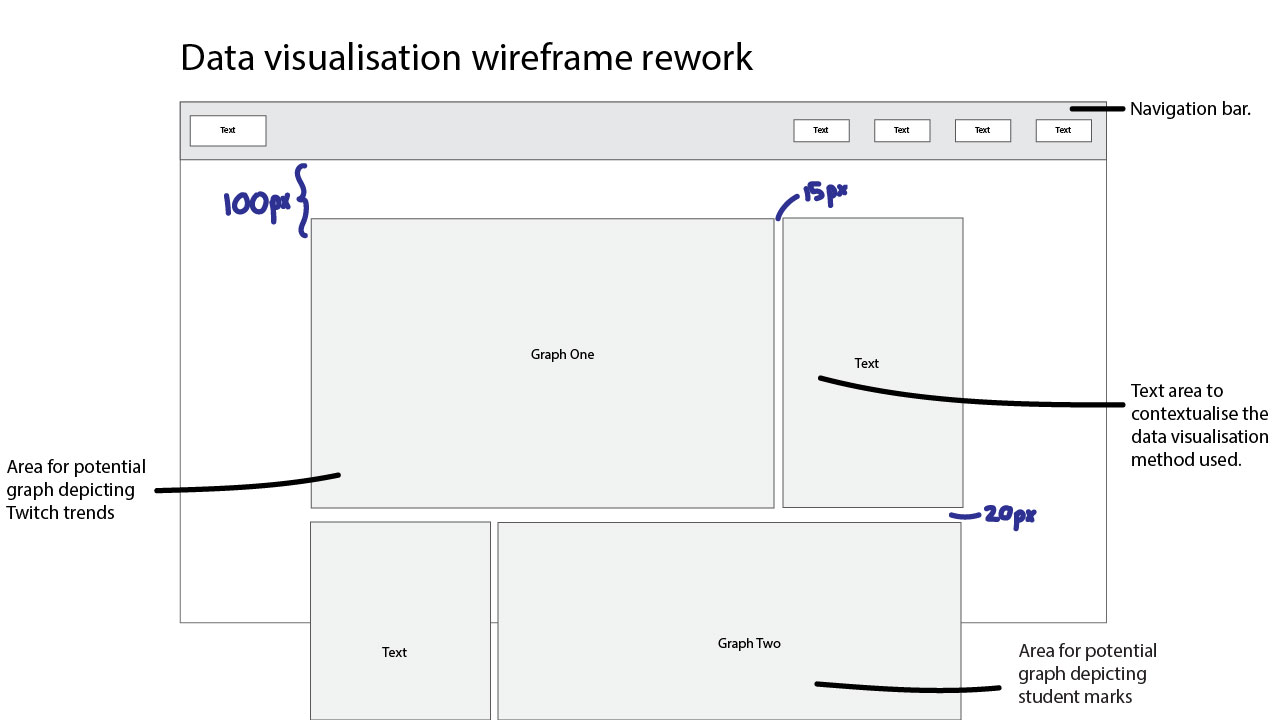 Data visualisation wireframe rework
Text
Text
Text
Text
Text
Navigation bar.
100px
15px
Graph One
Text
Text area to
contextualise the
data visualisation
method used.
Area for potential
graph depicting
Twitch trends
20px
Text
Graph Two
Area for potential
graph depicting
student marks